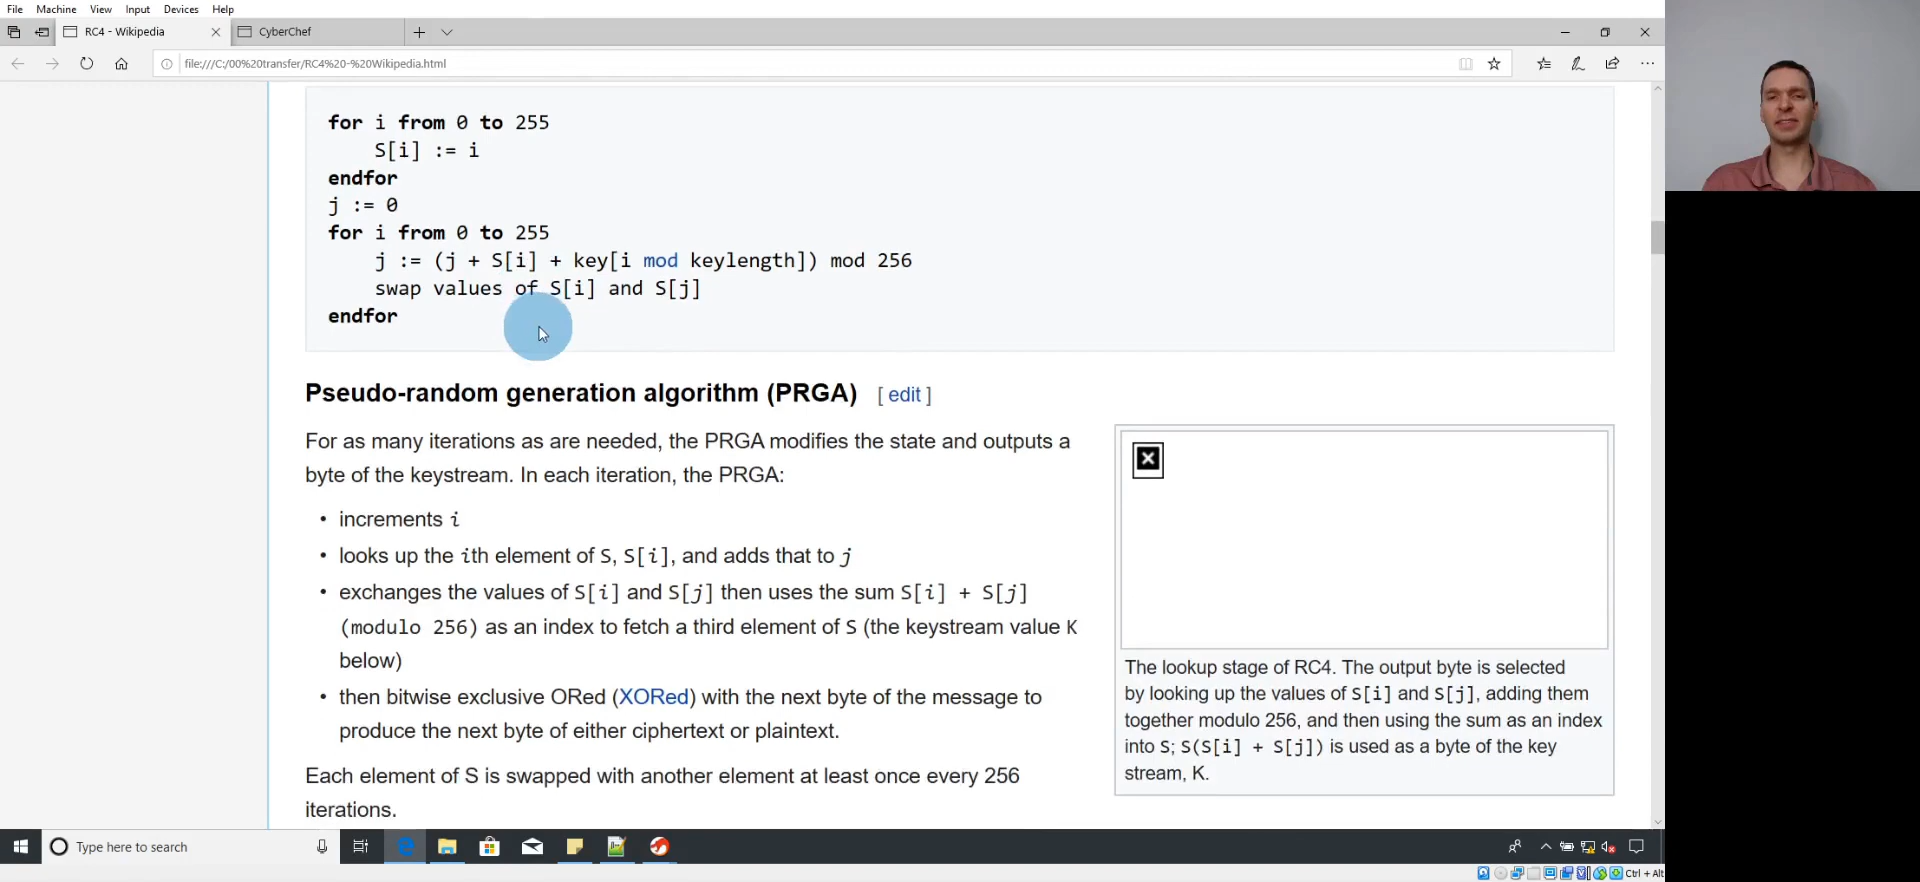 File Machine View Input Devices Help
RC4 - Wikipedia CyberChef
file:///C:/00%20transfer/RC4%20-%20Wikipedia.html
for i from 0 to 255
S[i] := i
endfor
j := 0
for i from 0 to 255
j := (j + S[i] + key[i mod keylength]) mod 256
swap values of S[i] and S[j]
endfor
Pseudo-random generation algorithm (PRGA) [ edit ]
For as many iterations as are needed, the PRGA modifies the state and outputs a
byte of the keystream. In each iteration, the PRGA:
• increments i
• looks up the ith element of S, S[i], and adds that to j
• exchanges the values of S[i] and S[j] then uses the sum S[i] + S[j]
(modulo 256) as an index to fetch a third element of S (the keystream value K
below)
• then bitwise exclusive ORed (XORed) with the next byte of the message to
produce the next byte of either ciphertext or plaintext.
Each element of S is swapped with another element at least once every 256
iterations.
The lookup stage of RC4. The output byte is selected
by looking up the values of S[i] and S[j], adding them
together modulo 256, and then using the sum as an index
into S; S(S[i] + S[j]) is used as a byte of the key
stream, K.
Type here to search
Ctrl + Alt